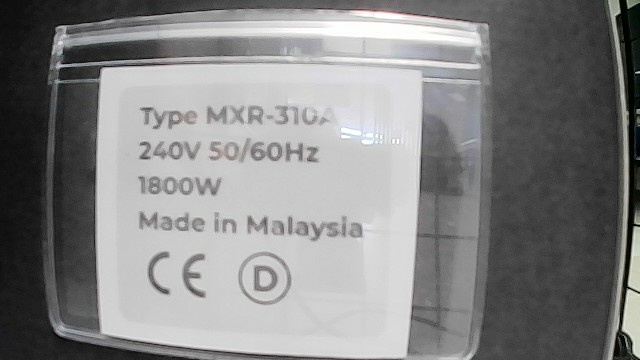 Type MXR-310A
240V 50/60Hz
1800W
Made in Malaysia
CE D